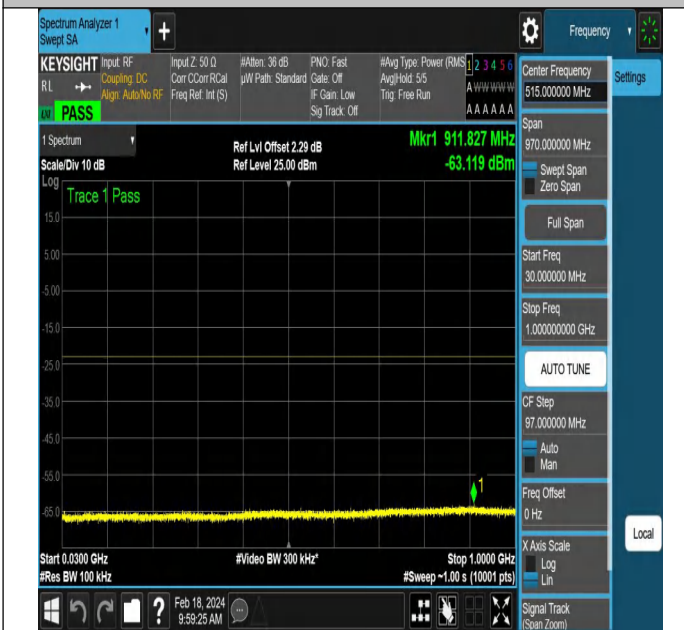 Spectrum Analyzer 1
Swept SA
+
Frequency
KEYSIGHT
Input: RF
Coupling: DC
Align: Auto/No RF
Input Z: 50 Ω
Corr CCorr RCal
Freq Ref: Int (S)
#Atten: 36 dB
µW Path: Standard
PNO: Fast
Gate: Off
IF Gain: Low
Sig Track: Off
#Avg Type: Power (RMS
Avg|Hold: 5/5
Trig: Free Run
1 2 3 4 5 6
A W W W W W
A A A A A A
RL
LXI
PASS
1 Spectrum
Scale/Div 10 dB
Ref Lvl Offset 2.29 dB
Ref Level 25.00 dBm
Mkr1 911.827 MHz
-63.119 dBm
Log
Trace 1 Pass
15.0
5.00
-5.00
-15.0
-25.0
-35.0
-45.0
-55.0
-65.0
1
Start 0.0300 GHz
#Res BW 100 kHz
#Video BW 300 kHz*
Stop 1.0000 GHz
#Sweep ~1.00 s (10001 pts)
Center Frequency
515.000000 MHz
Settings
Span
970.000000 MHz
Swept Span
Zero Span
Full Span
Start Freq
30.000000 MHz
Stop Freq
1.000000000 GHz
AUTO TUNE
CF Step
97.000000 MHz
Auto
Man
Freq Offset
0 Hz
X Axis Scale
Log
Lin
Local
Signal Track
(Span Zoom)
?
Feb 18, 2024
9:59:25 AM